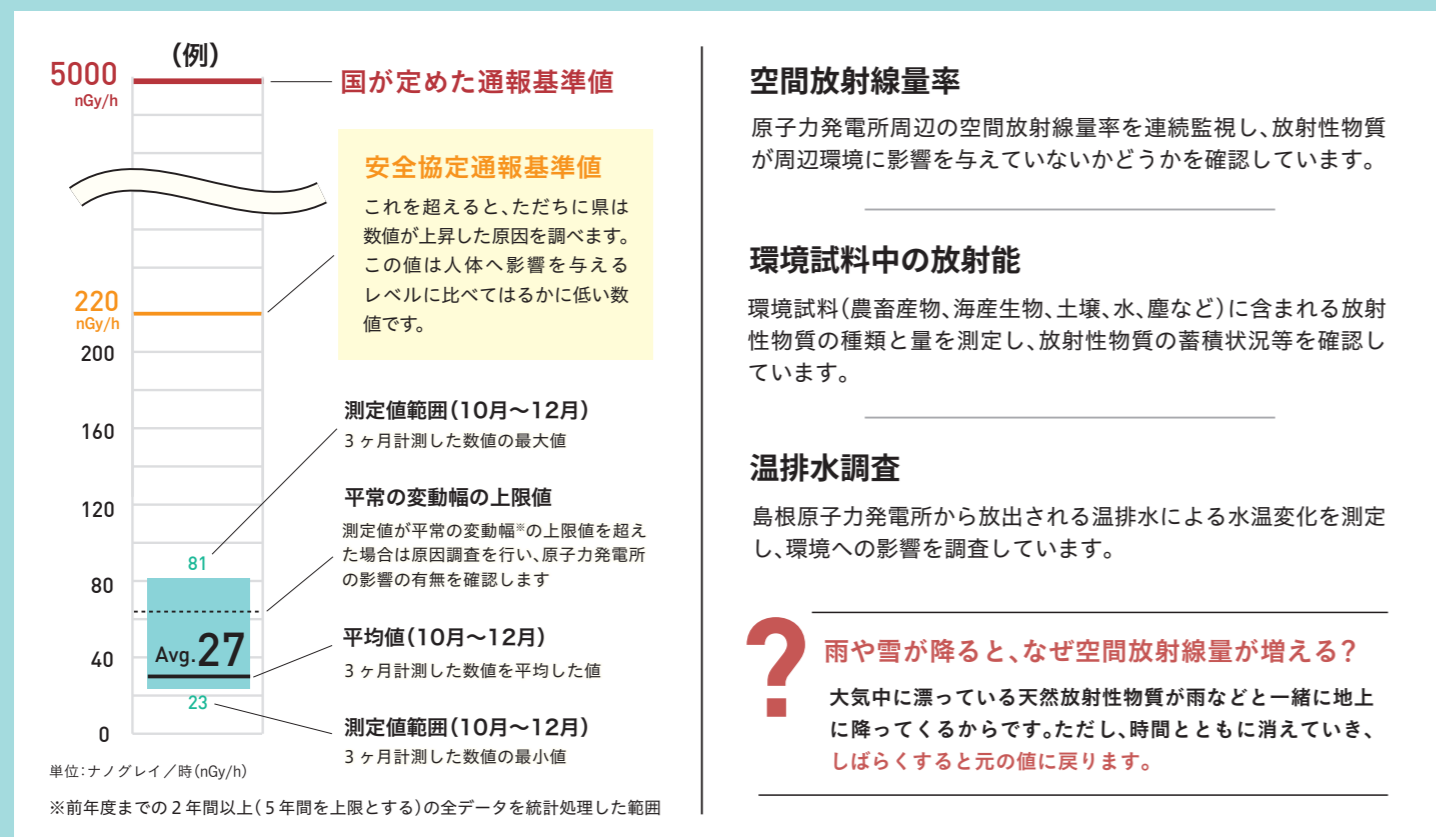 (例)
5000
nGy/h
国が定めた通報基準値
安全協定通報基準値
これを超えると、ただちに県は
数値が上昇した原因を調べます。
この値は人体へ影響を与える
レベルに比べてはるかに低い数
値です。
220
nGy/h
200
160
120
80
40
0
測定値範囲(10月〜12月)
3ヶ月計測した数値の最大値
81
平常の変動幅の上限値
測定値が平常の変動幅※の上限値を超え
た場合は原因調査を行い、原子力発電所
の影響の有無を確認します
Avg.27
平均値(10月〜12月)
3ヶ月計測した数値を平均した値
23
測定値範囲(10月〜12月)
3ヶ月計測した数値の最小値
単位:ナノグレイ/時(nGy/h)
※前年度までの2年間以上(5年間を上限とする)の全データを統計処理した範囲
空間放射線量率
原子力発電所周辺の空間放射線量率を連続監視し、放射性物質
が周辺環境に影響を与えていないかどうかを確認しています。
環境試料中の放射能
環境試料(農畜産物、海産生物、土壌、水、塵など)に含まれる放射
性物質の種類と量を測定し、放射性物質の蓄積状況等を確認し
ています。
温排水調査
島根原子力発電所から放出される温排水による水温変化を測定
し、環境への影響を調査しています。
?
雨や雪が降ると、なぜ空間放射線量が増える?
大気中に漂っている天然放射性物質が雨などと一緒に地上
に降ってくるからです。ただし、時間とともに消えていき、
しばらくすると元の値に戻ります。